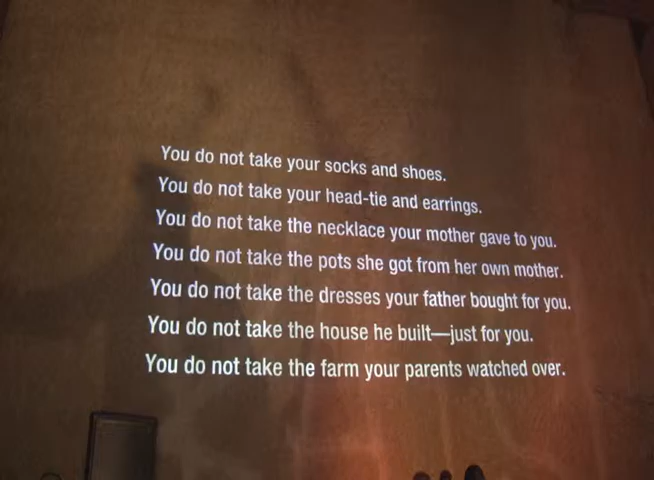 You do not take your socks and shoes.
You do not take your head-tie and earrings.
You do not take the necklace your mother gave to you.
You do not take the pots she got from her own mother.
You do not take the dresses your father bought for you.
You do not take the house he built—just for you.
You do not take the farm your parents watched over.